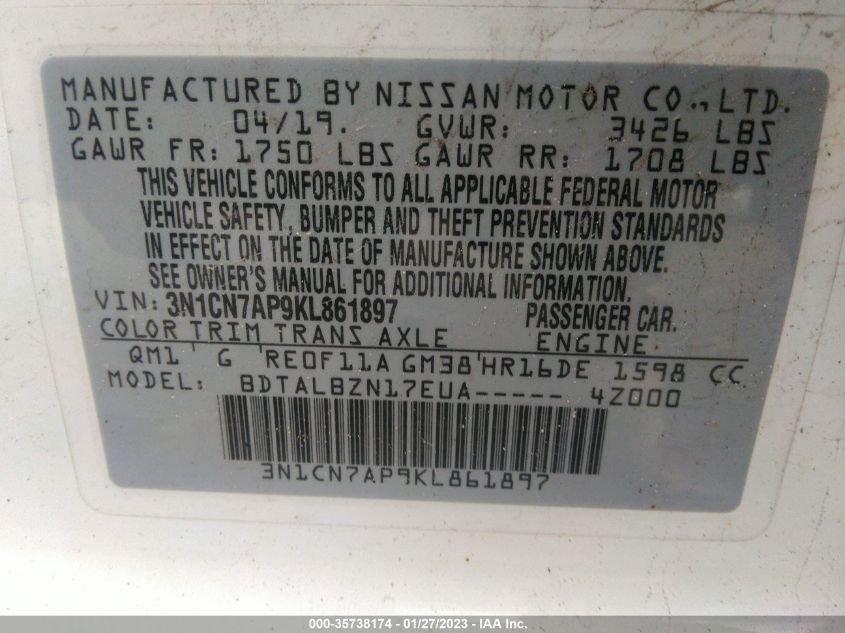 MANUFACTURED BY NISSAN MOTOR CO., LTD.
DATE: 04/19. GVWR: 3426 LBS
GAWR FR: 1750 LBS GAWR RR: 1708 LBS
THIS VEHICLE CONFORMS TO ALL APPLICABLE FEDERAL MOTOR
VEHICLE SAFETY, BUMPER AND THEFT PREVENTION STANDARDS
IN EFFECT ON THE DATE OF MANUFACTURE SHOWN ABOVE.
SEE OWNER'S MANUAL FOR ADDITIONAL INFORMATION.
VIN: 3N1CN7AP9KL861897 PASSENGER CAR.
COLOR TRIM TRANS AXLE ENGINE
QM1 G RE0F11A GM38 HR16DE 1598 CC
MODEL: BDTALBZN17EUA----- 4Z000
3N1CN7AP9KL861897
000-35738174 - 01/27/2023 - IAA Inc.